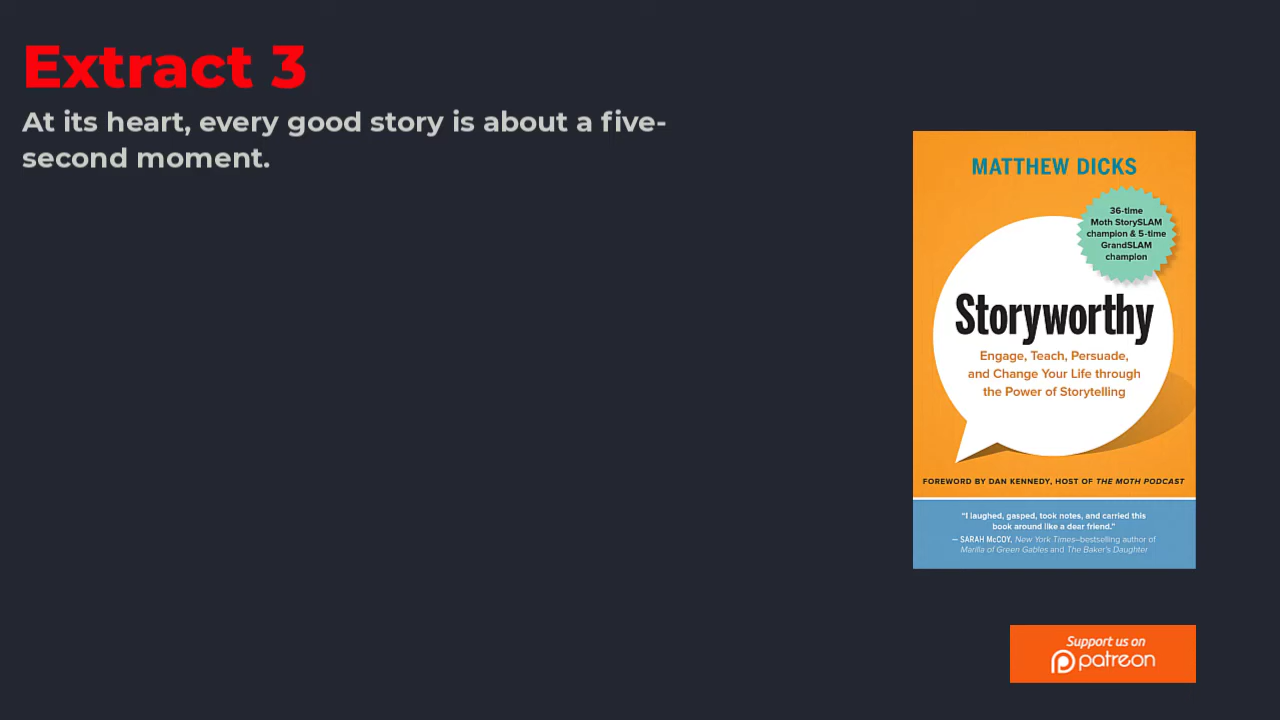 Extract 3
At its heart, every good story is about a five-
second moment.
MATTHEW DICKS
36-time
Moth StorySLAM
champion & 5-time
GrandSLAM
champion
Storyworthy
Engage, Teach, Persuade,
and Change Your Life through
the Power of Storytelling
FOREWORD BY DAN KENNEDY, HOST OF THE MOTH PODCAST
“I laughed, gasped, took notes, and carried this
book around like a dear friend.”
— SARAH McCOY, New York Times–bestselling author of
Marilla of Green Gables and The Baker's Daughter
Support us on
patreon